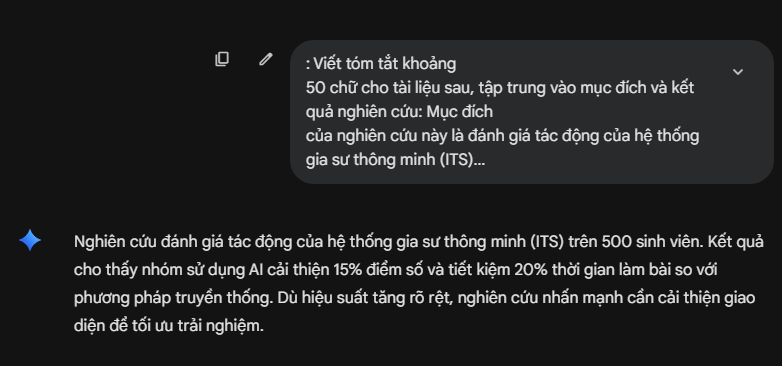 : Viết tóm tắt khoảng
50 chữ cho tài liệu sau, tập trung vào mục đích và kết
quả nghiên cứu: Mục đích
của nghiên cứu này là đánh giá tác động của hệ thống
gia sư thông minh (ITS)...
Nghiên cứu đánh giá tác động của hệ thống gia sư thông minh (ITS) trên 500 sinh viên. Kết quả
cho thấy nhóm sử dụng AI cải thiện 15% điểm số và tiết kiệm 20% thời gian làm bài so với
phương pháp truyền thống. Dù hiệu suất tăng rõ rệt, nghiên cứu nhấn mạnh cần cải thiện giao
diện để tối ưu trải nghiệm.